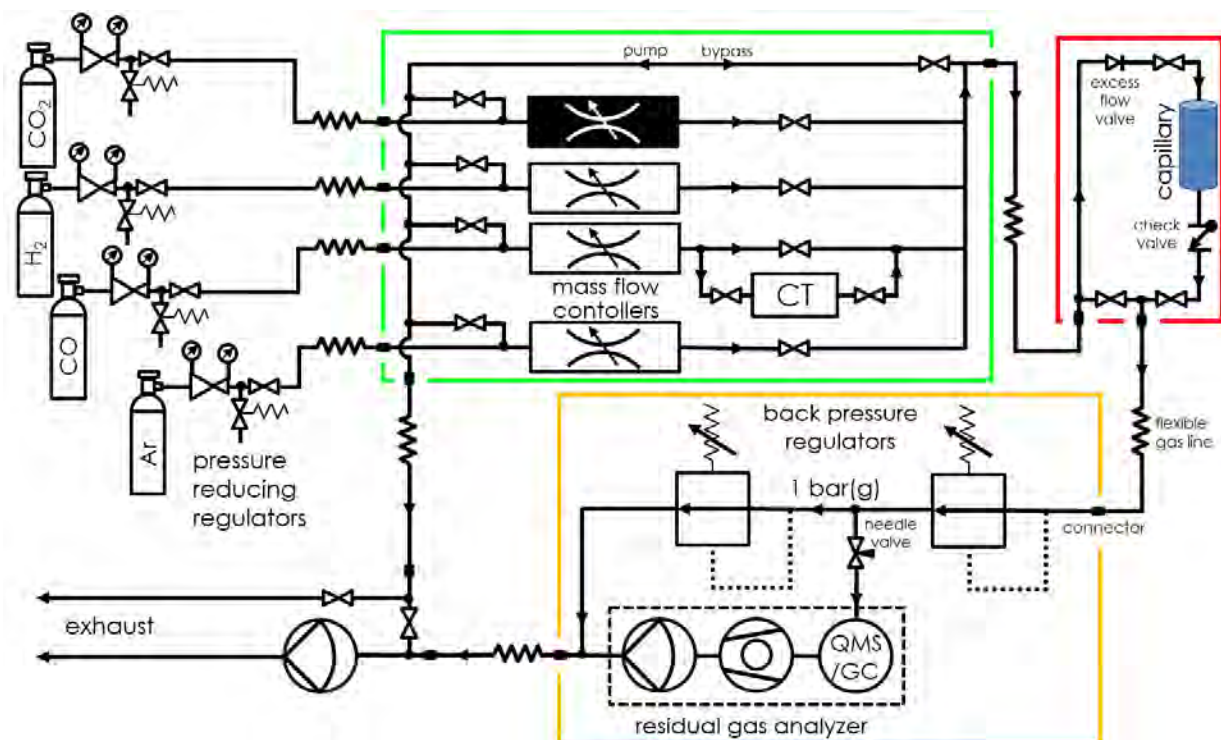 pump bypass
CO2
H2
CO
Ar
pressure
reducing
regulators
mass flow
contollers
CT
excess
flow
valve
capillary
check
valve
flexible
gas line
back pressure
regulators
1 bar(g)
needle
valve
connector
exhaust
QMS
/GC
residual gas analyzer